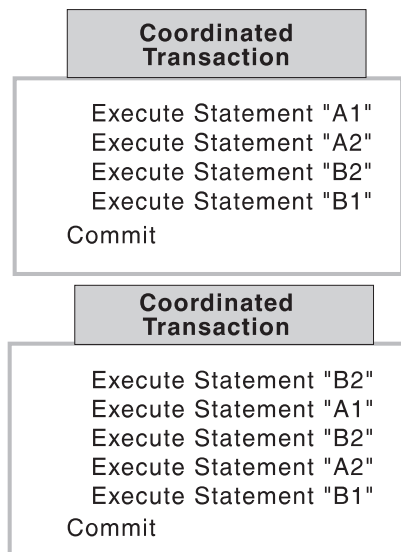 Coordinated
Transaction
Execute Statement "A1"
Execute Statement "A2"
Execute Statement "B2"
Execute Statement "B1"
Commit
Coordinated
Transaction
Execute Statement "B2"
Execute Statement "A1"
Execute Statement "B2"
Execute Statement "A2"
Execute Statement "B1"
Commit